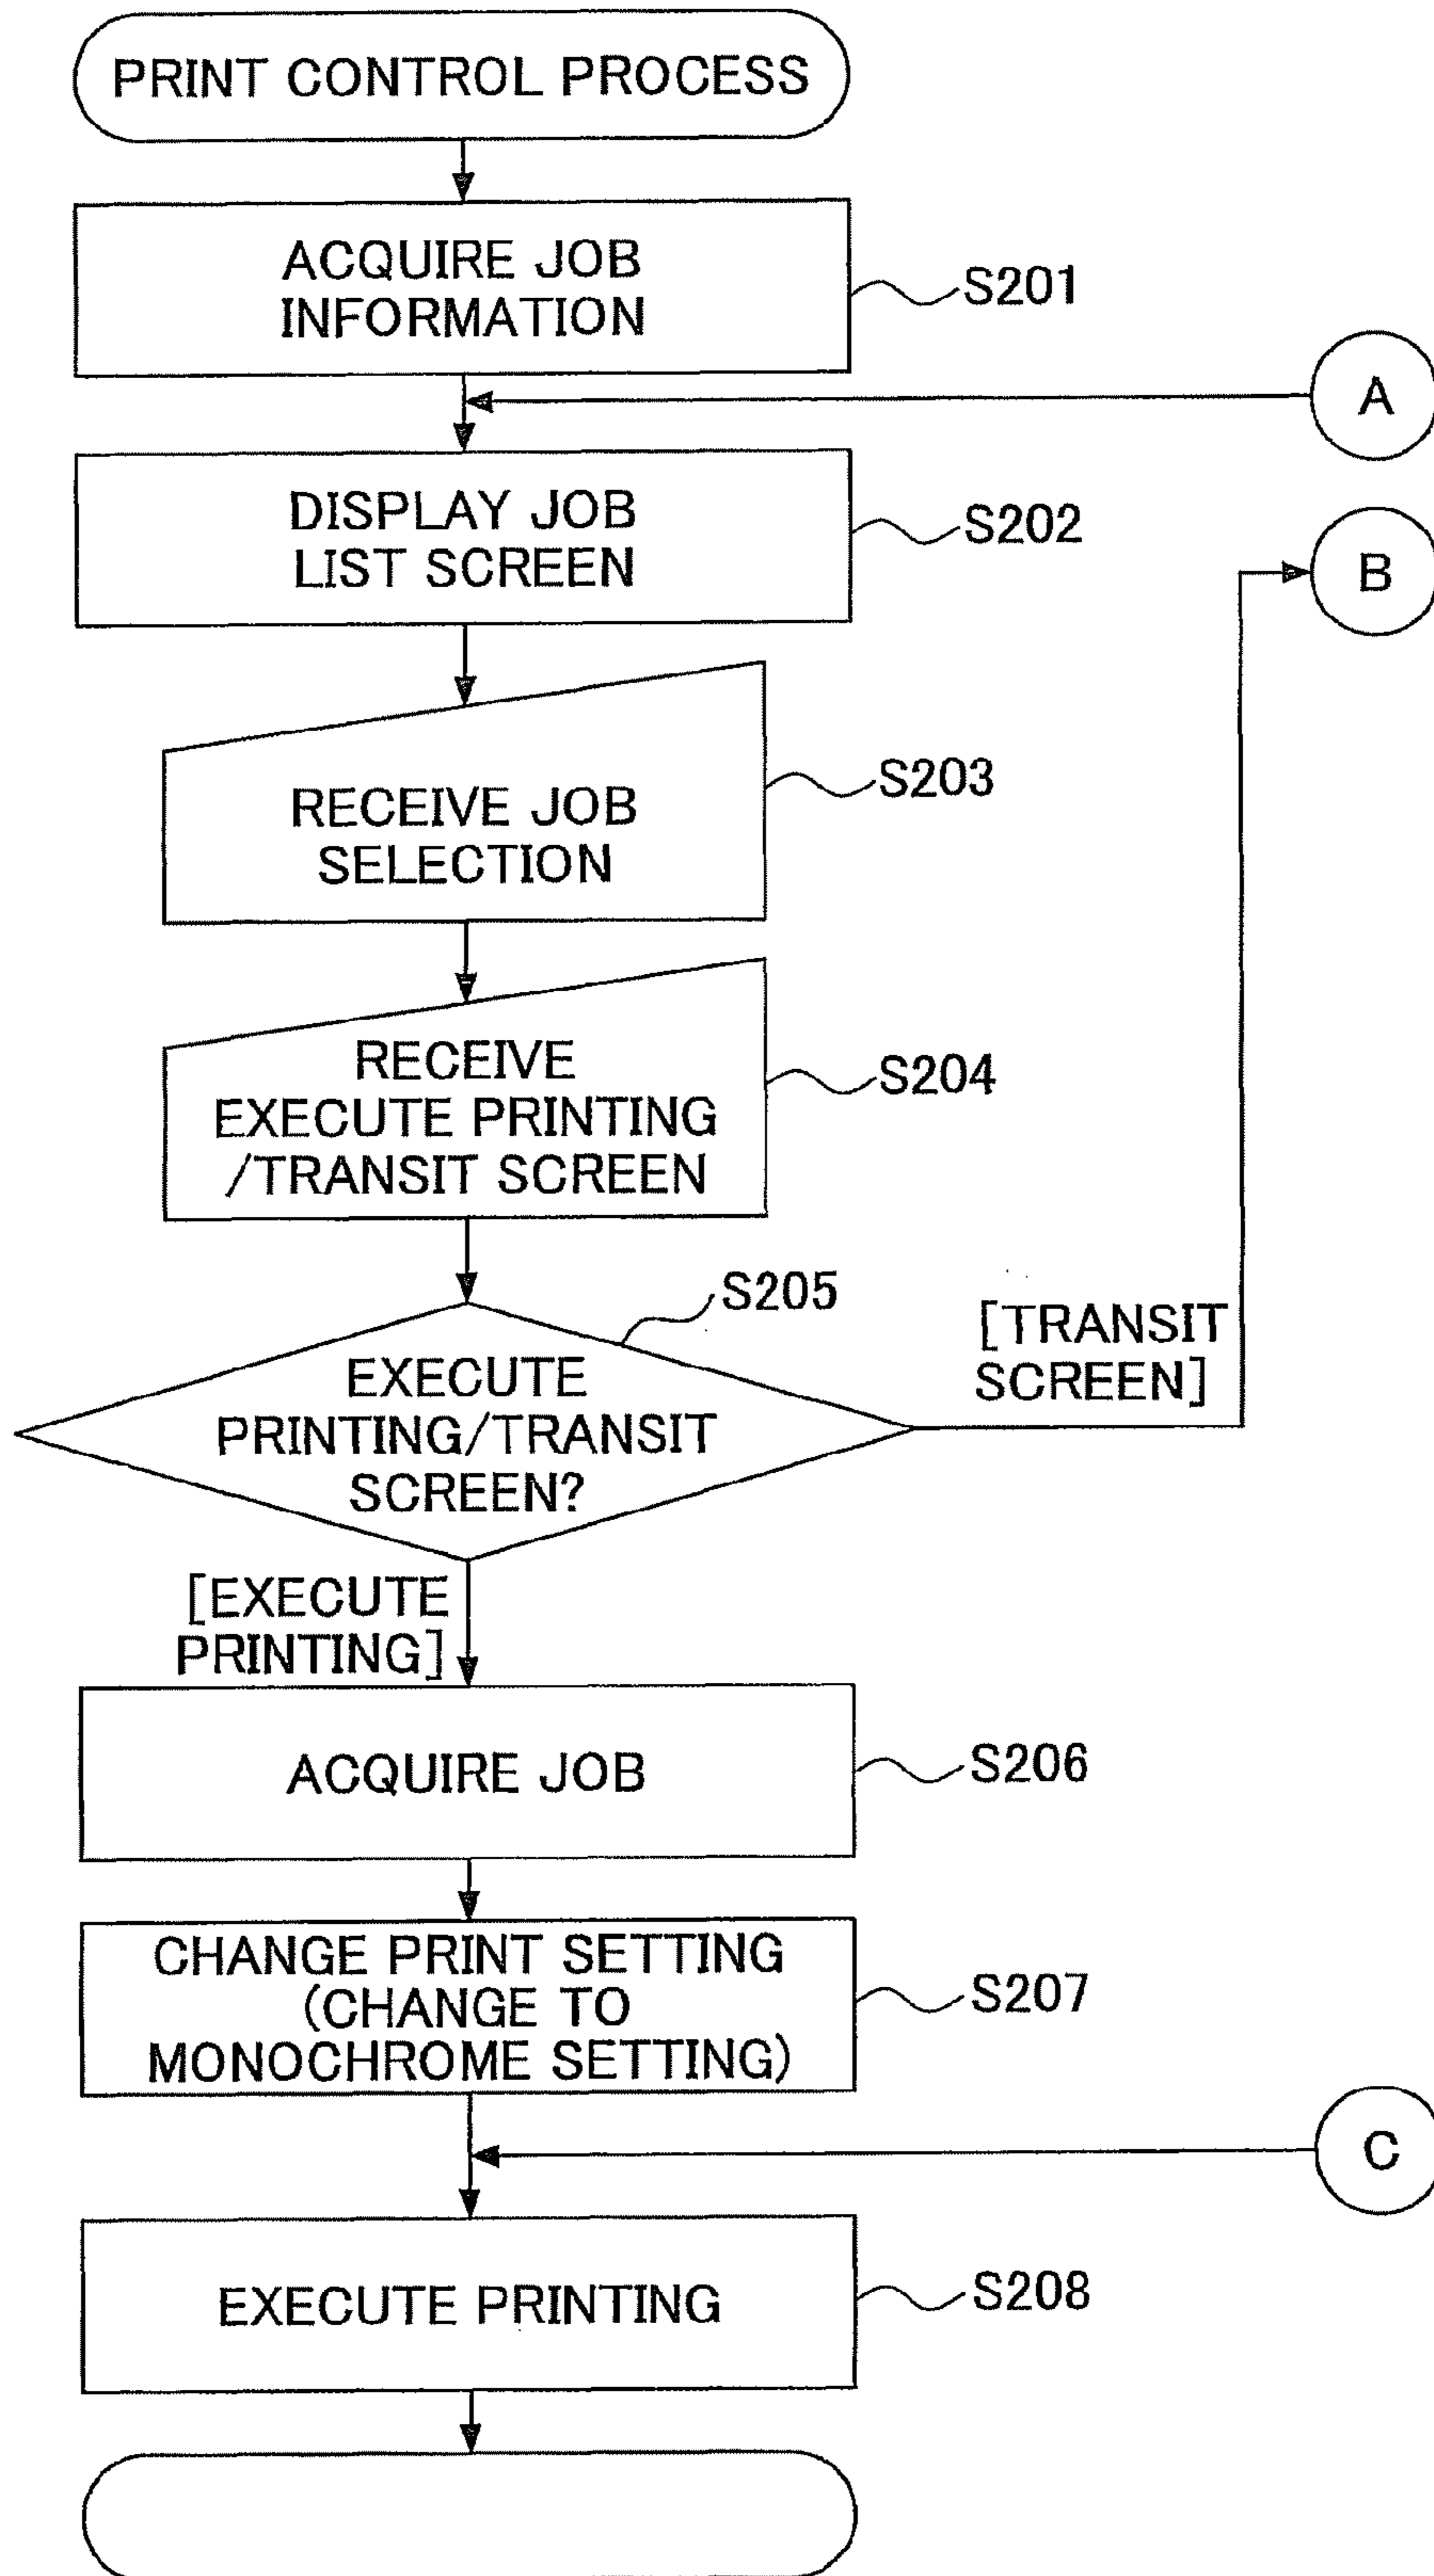 PRINT CONTROL PROCESS
ACQUIRE JOB
INFORMATION
S201
A
DISPLAY JOB
LIST SCREEN
S202
B
RECEIVE JOB
SELECTION
S203
RECEIVE
EXECUTE PRINTING
/TRANSIT SCREEN
S204
S205
EXECUTE
PRINTING/TRANSIT
SCREEN?
[TRANSIT
SCREEN]
[EXECUTE
PRINTING]
ACQUIRE JOB
S206
CHANGE PRINT SETTING
(CHANGE TO
MONOCHROME SETTING)
S207
C
EXECUTE PRINTING
S208